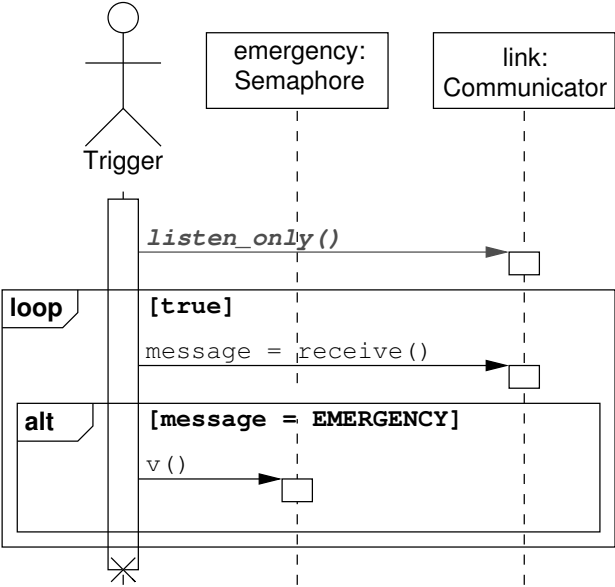 emergency:
Semaphore
link:
Communicator
Trigger
listen_only()
loop
[true]
message = receive()
alt
[message = EMERGENCY]
v()